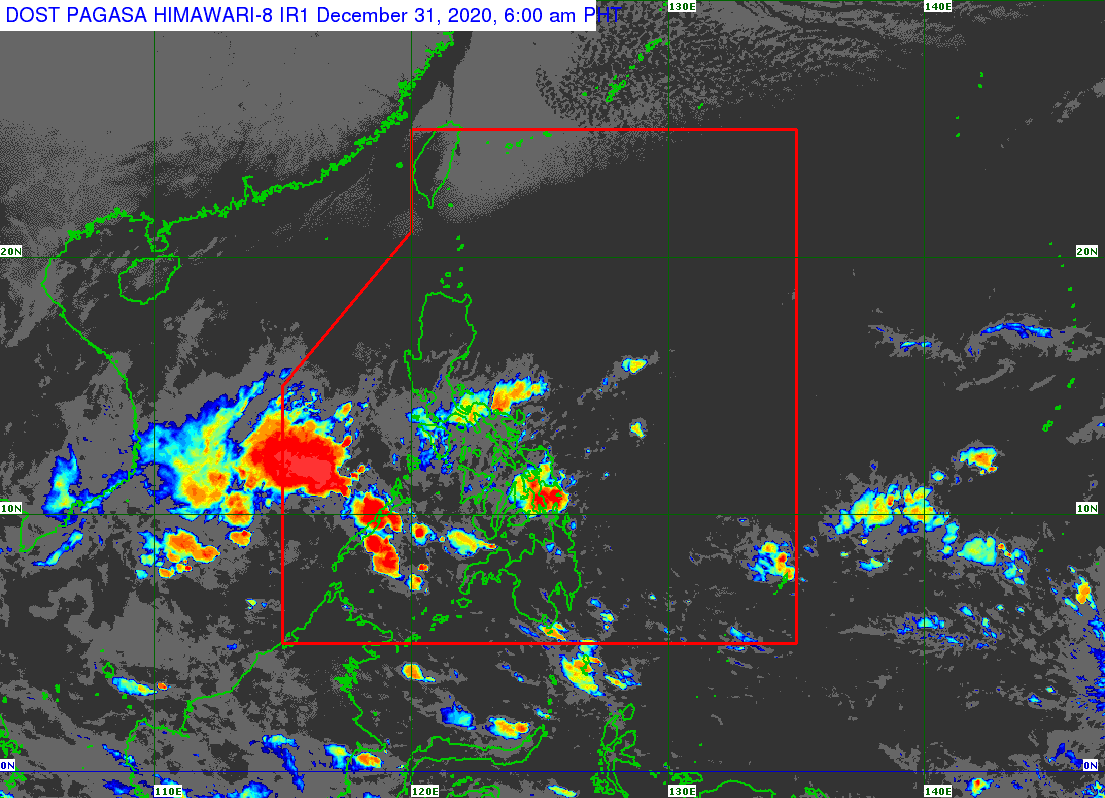 DOST PAGASA HIMAWARI-8 IR1 December 31, 2020, 6:00 am PHT
130E 140E
20N 20N
10N 10N
0N 0N
110E 120E 130E 140E